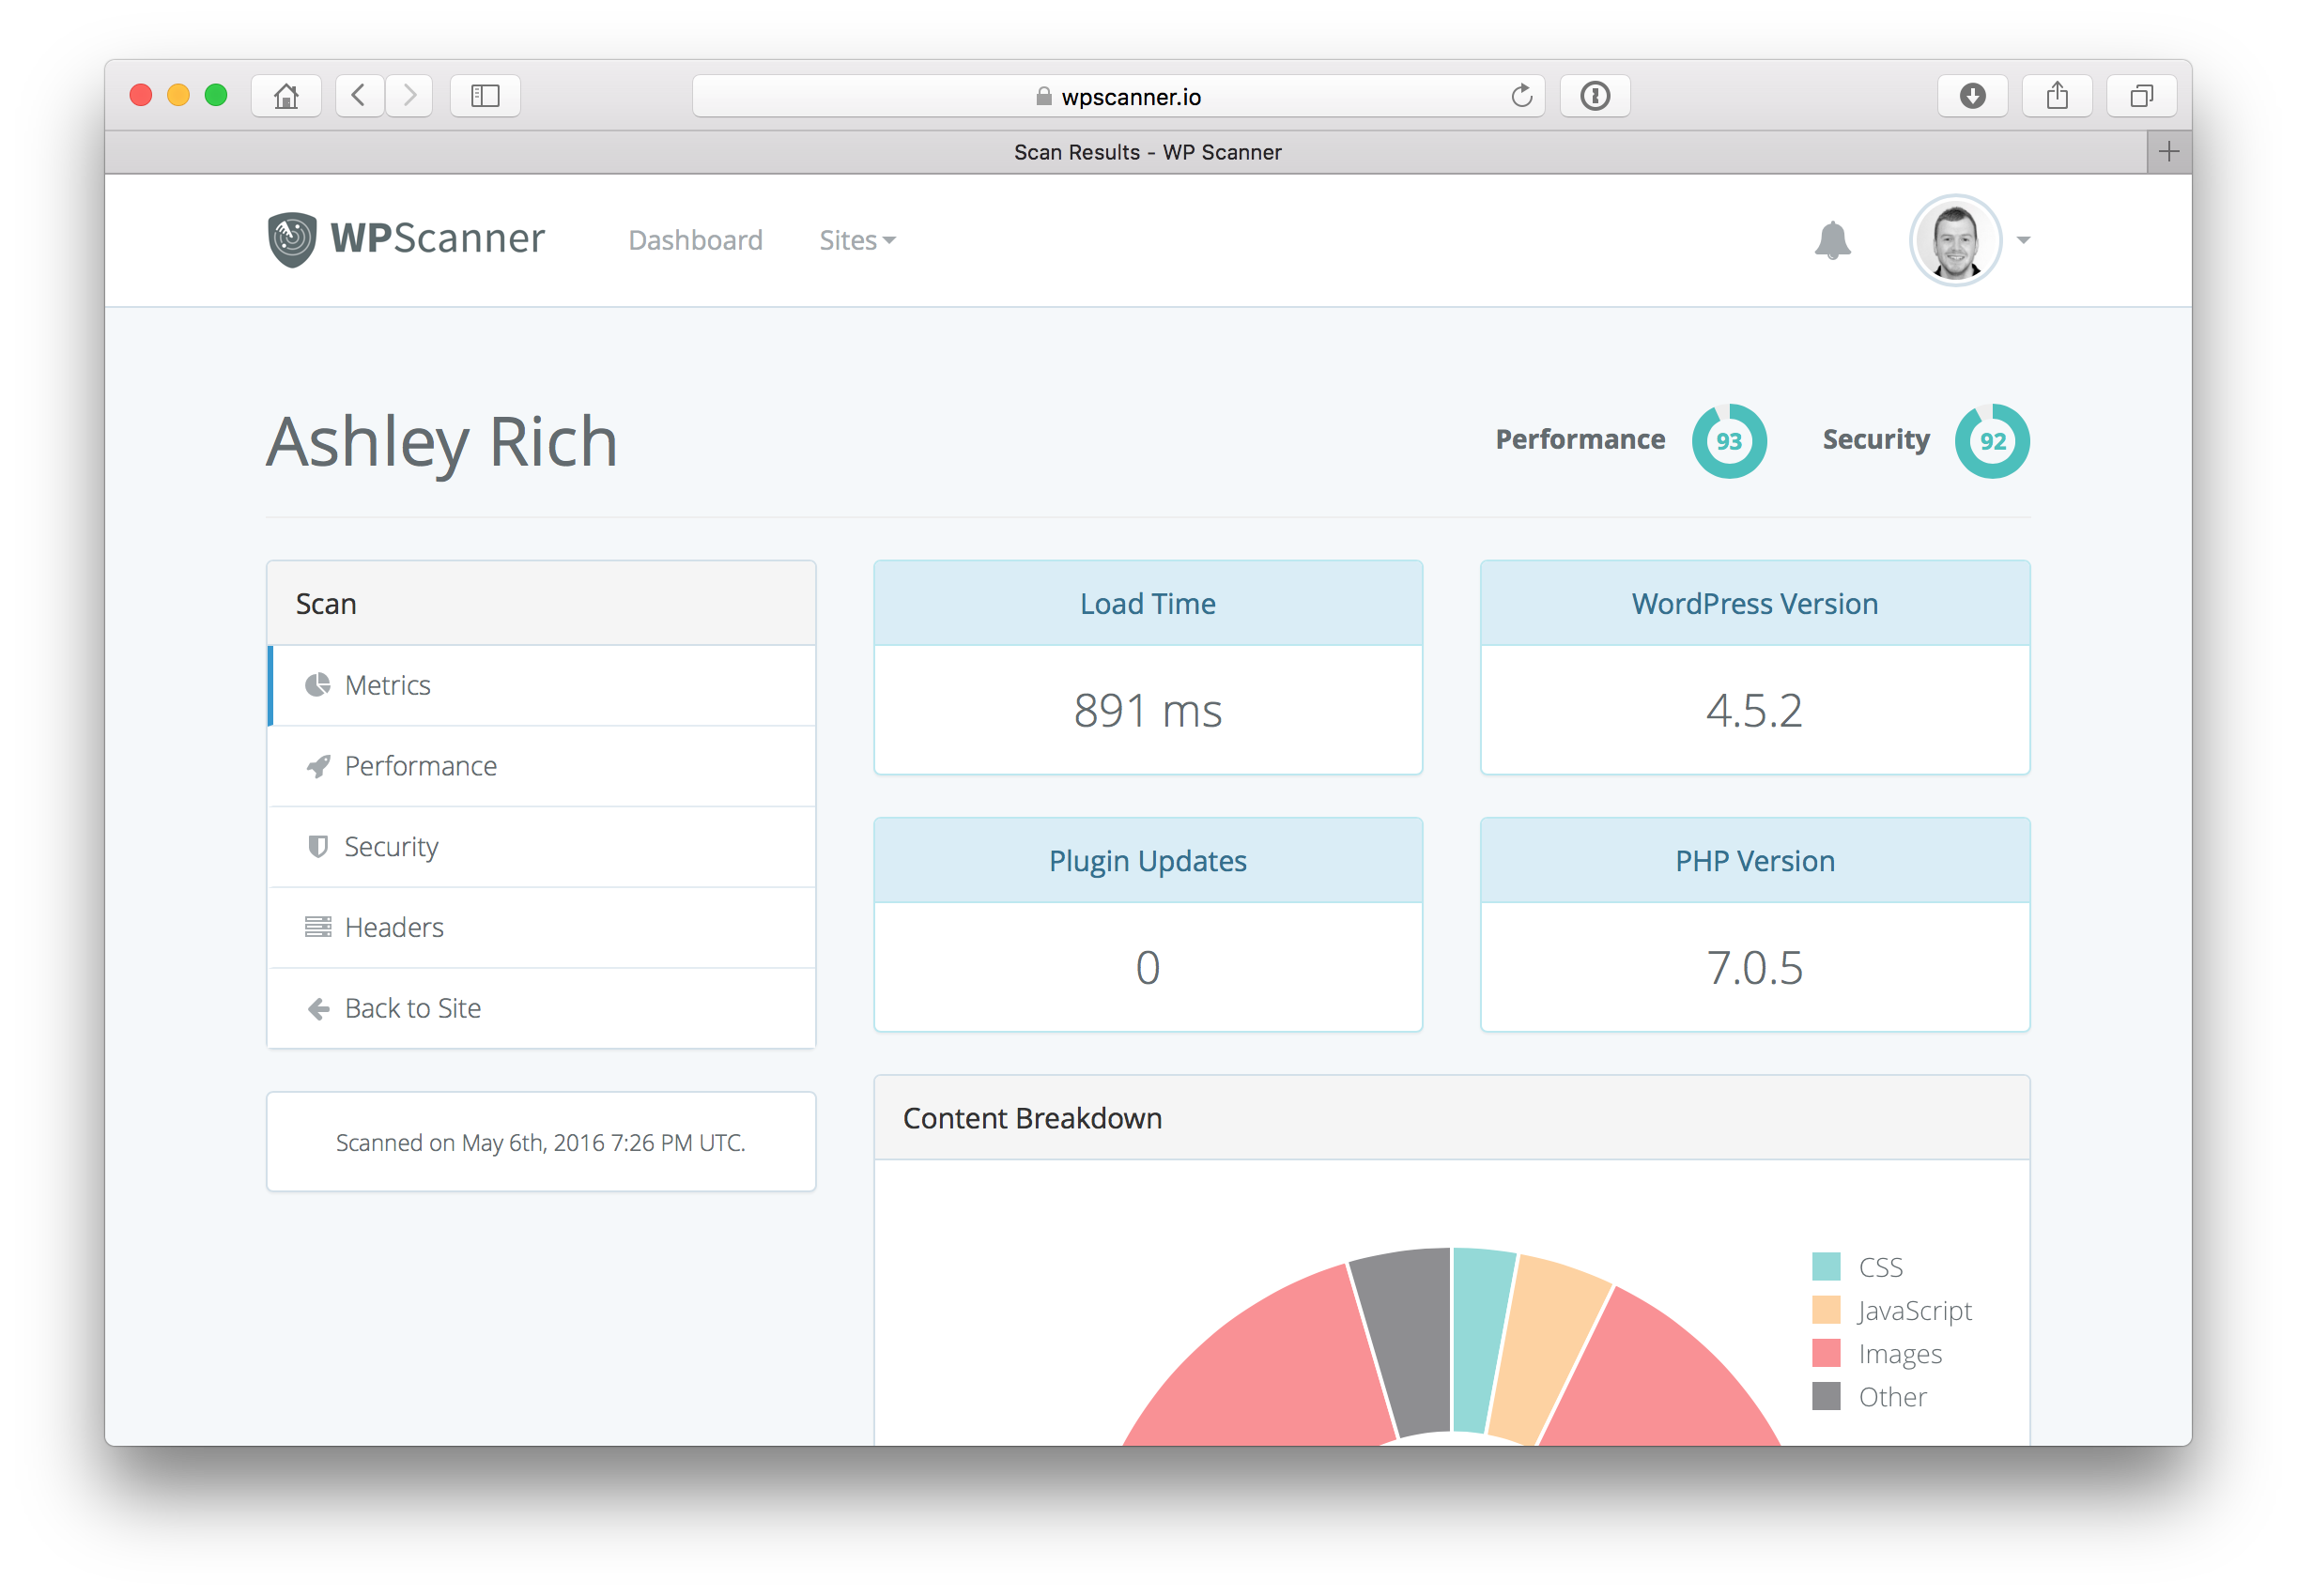 wpscanner.io
Scan Results - WP Scanner
WPScanner Dashboard Sites
Ashley Rich Performance 93 Security 92
Scan
Metrics
Performance
Security
Headers
Back to Site
Scanned on May 6th, 2016 7:26 PM UTC.
Load Time
891 ms
WordPress Version
4.5.2
Plugin Updates
0
PHP Version
7.0.5
Content Breakdown
CSS
JavaScript
Images
Other